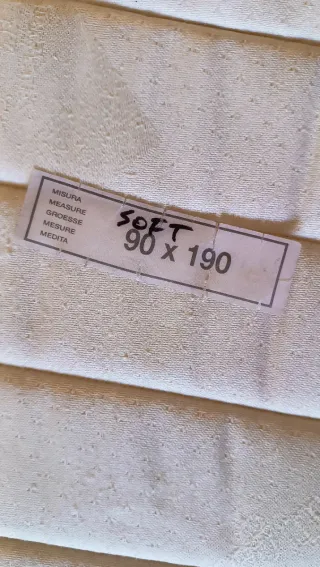 MISURA
MEASURE
GROESSE
MESURE
MEDITA
SOFT
90 x 190